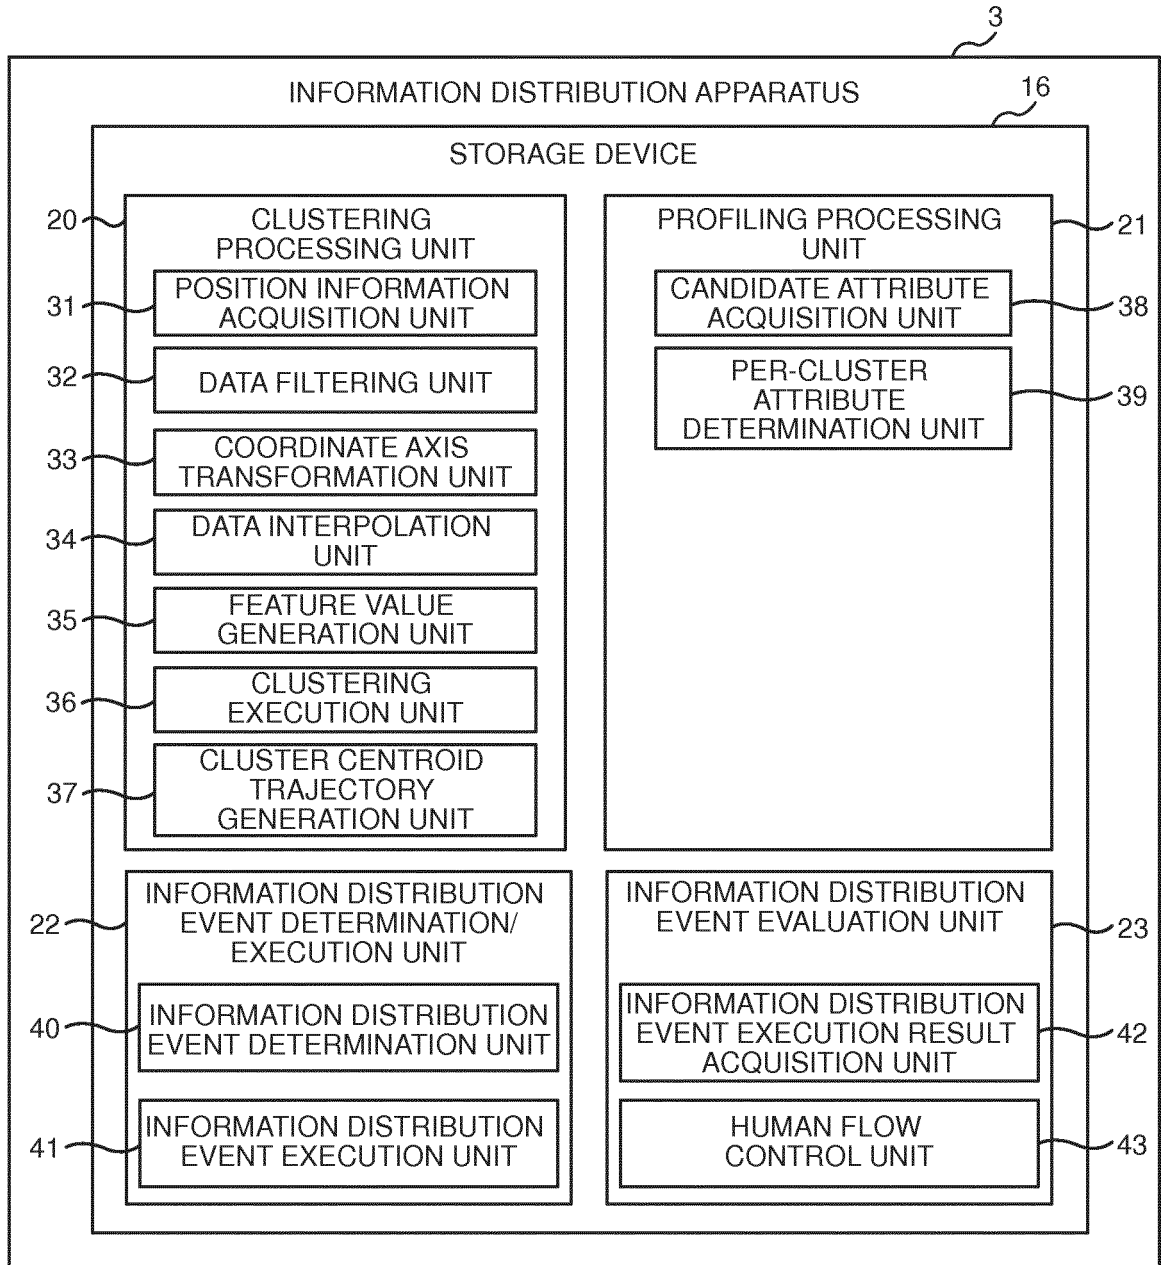 3
INFORMATION DISTRIBUTION APPARATUS
16
STORAGE DEVICE
20
CLUSTERING
PROCESSING UNIT
31
POSITION INFORMATION
ACQUISITION UNIT
32
DATA FILTERING UNIT
33
COORDINATE AXIS
TRANSFORMATION UNIT
34
DATA INTERPOLATION
UNIT
35
FEATURE VALUE
GENERATION UNIT
36
CLUSTERING
EXECUTION UNIT
37
CLUSTER CENTROID
TRAJECTORY
GENERATION UNIT
PROFILING PROCESSING
UNIT
21
CANDIDATE ATTRIBUTE
ACQUISITION UNIT
38
PER-CLUSTER
ATTRIBUTE
DETERMINATION UNIT
39
22
INFORMATION DISTRIBUTION
EVENT DETERMINATION/
EXECUTION UNIT
40
INFORMATION DISTRIBUTION
EVENT DETERMINATION UNIT
41
INFORMATION DISTRIBUTION
EVENT EXECUTION UNIT
INFORMATION DISTRIBUTION
EVENT EVALUATION UNIT
23
INFORMATION DISTRIBUTION
EVENT EXECUTION RESULT
ACQUISITION UNIT
42
HUMAN FLOW
CONTROL UNIT
43